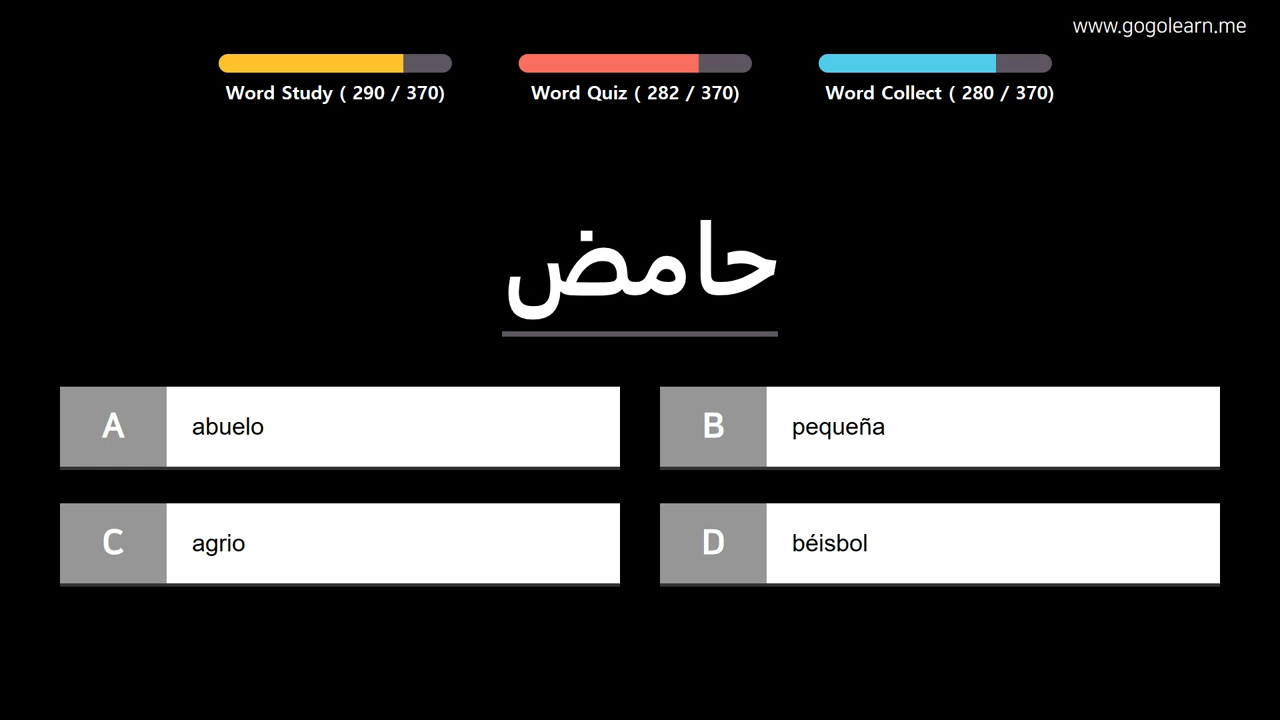 www.gogolearn.me
Word Study ( 290 / 370)
Word Quiz ( 282 / 370)
Word Collect ( 280 / 370)
حامض
A abuelo
B pequeña
C agrio
D béisbol